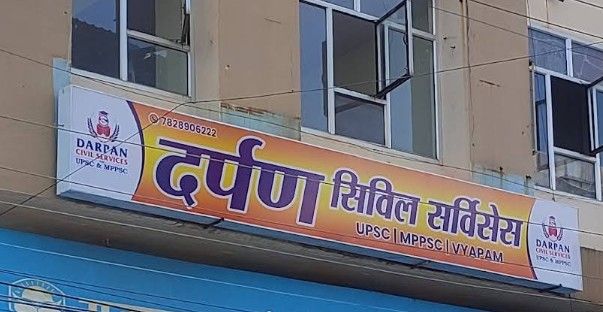 DARPAN
CIVIL SERVICES
UPSC & MPPSC
7828906222
दर्पण सिविल सर्विसेस
UPSC | MPPSC | VYAPAM
DARPAN
CIVIL SERVICES
UPSC & MPPSC